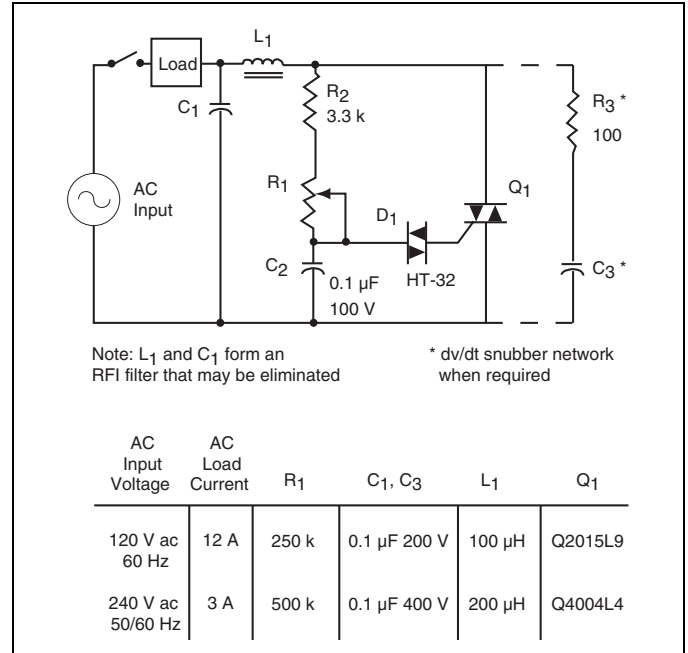 L1
Load
C1
R2
3.3 k
R3 *
100
AC
Input
R1
D1
Q1
C2
0.1 µF
100 V
HT-32
C3 *
Note: L1 and C1 form an
RFI filter that may be eliminated
* dv/dt snubber network
when required
AC
Input
Voltage
AC
Load
Current
R1
C1, C3
L1
Q1
120 V ac
60 Hz
12 A
250 k
0.1 µF 200 V
100 µH
Q2015L9
240 V ac
50/60 Hz
3 A
500 k
0.1 µF 400 V
200 µH
Q4004L4